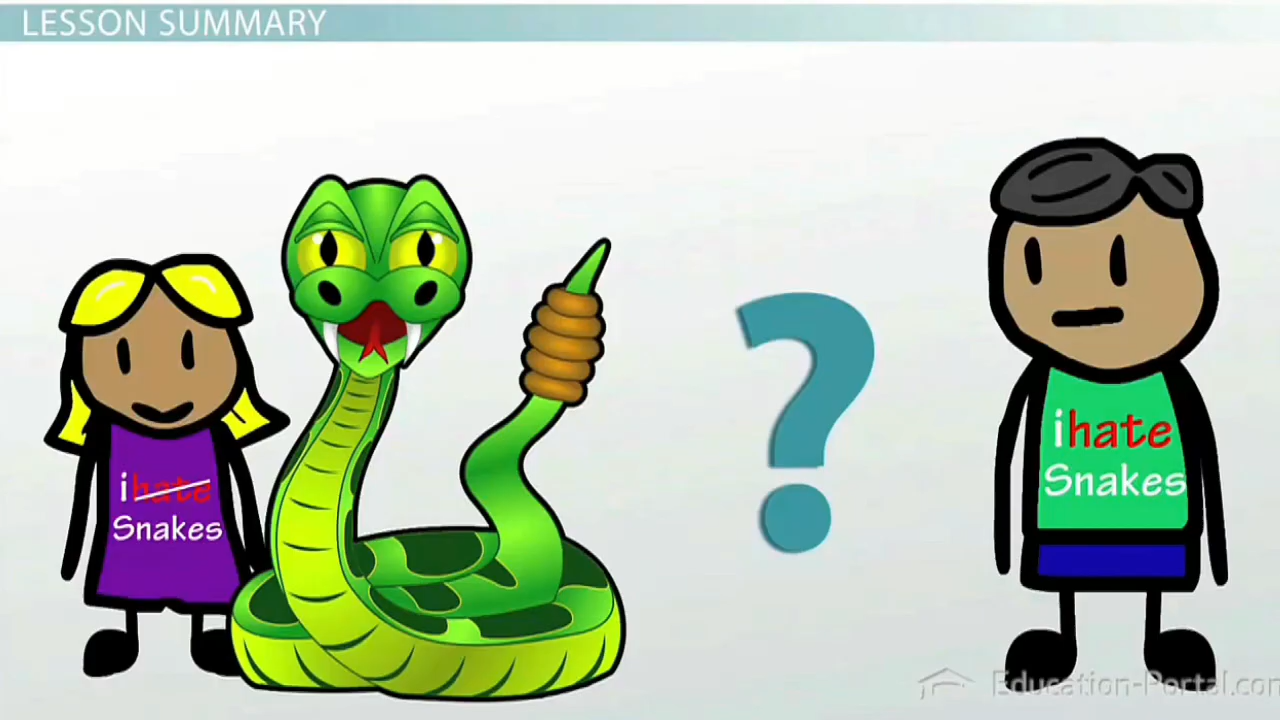 LESSON SUMMARY
i hate
Snakes
?
i hate
Snakes
Education-Portal.com